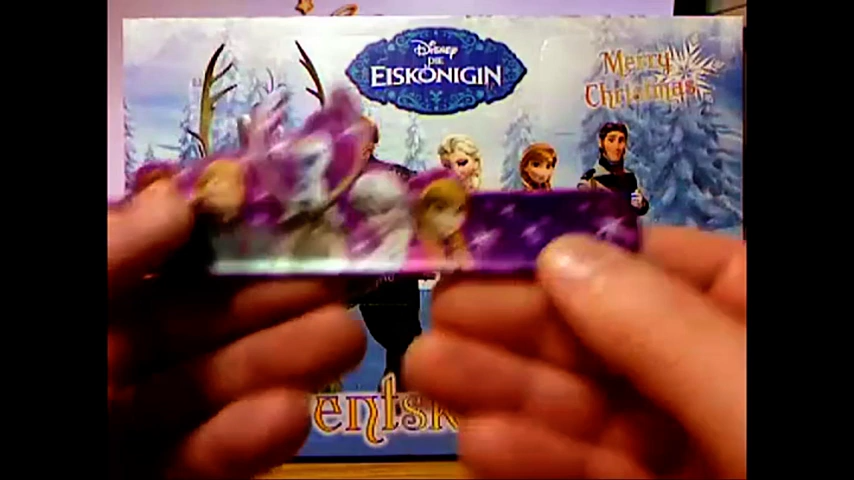 Disney
DIE
EISKÖNIGIN
Merry
Christmas
entsk